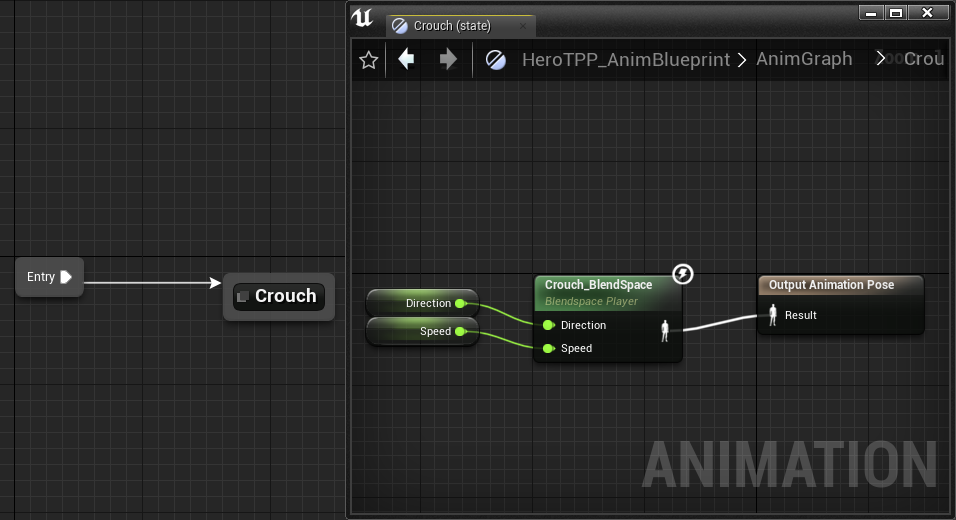 Crouch (state)
HeroTPP_AnimBlueprint > AnimGraph > Crou
Entry
Crouch
Direction
Speed
Crouch_BlendSpace
Blendspace Player
Direction
Speed
Output Animation Pose
Result
ANIMATION